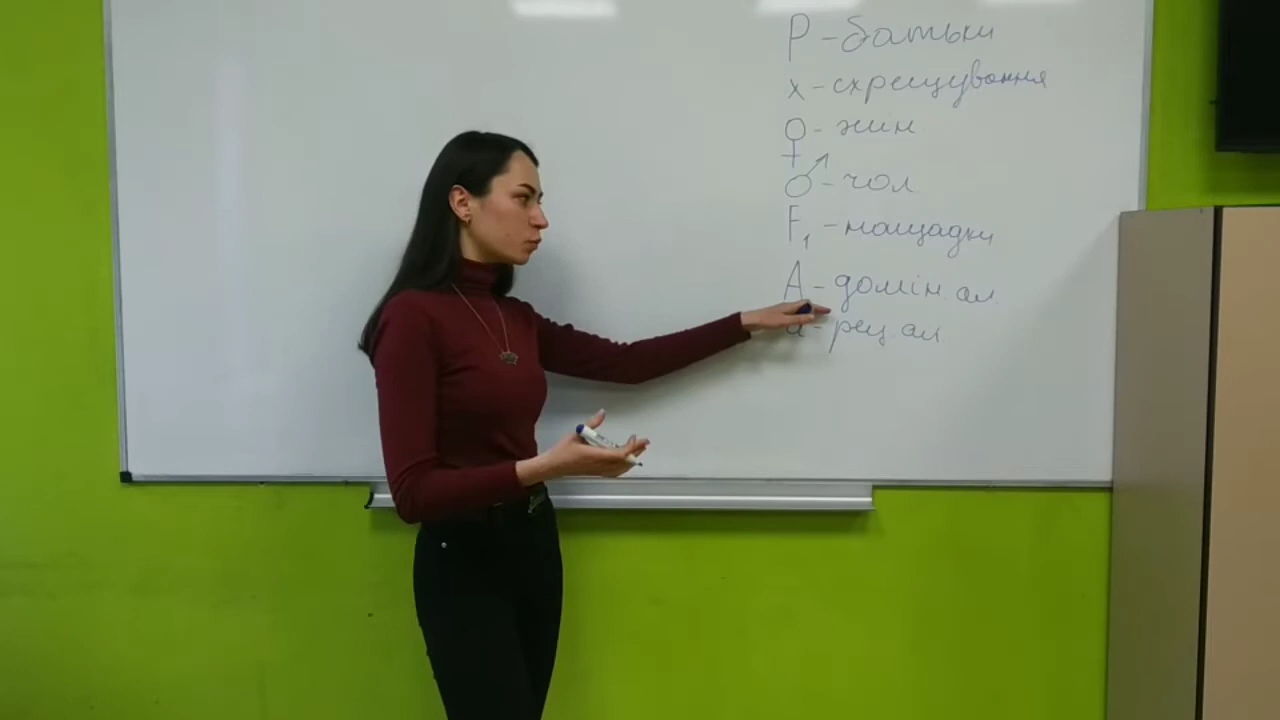 P - батьки
x - схрещування
♀ - жін
♂ - чол
F₁ - нащадки
A - домін. ал.
a - рец ал